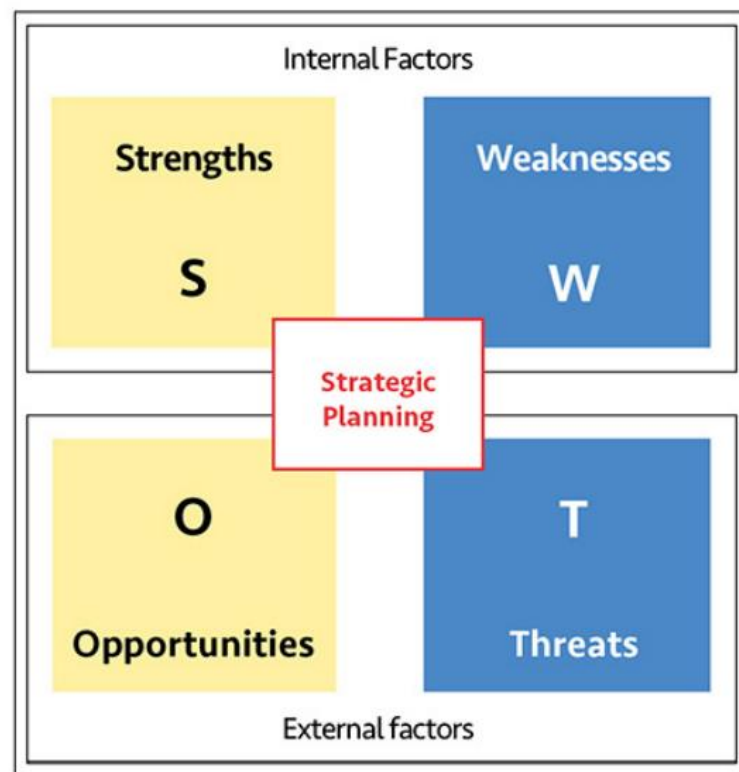 Internal Factors
Strengths
Weaknesses
S
W
Strategic
Planning
O
T
Opportunities
Threats
External factors